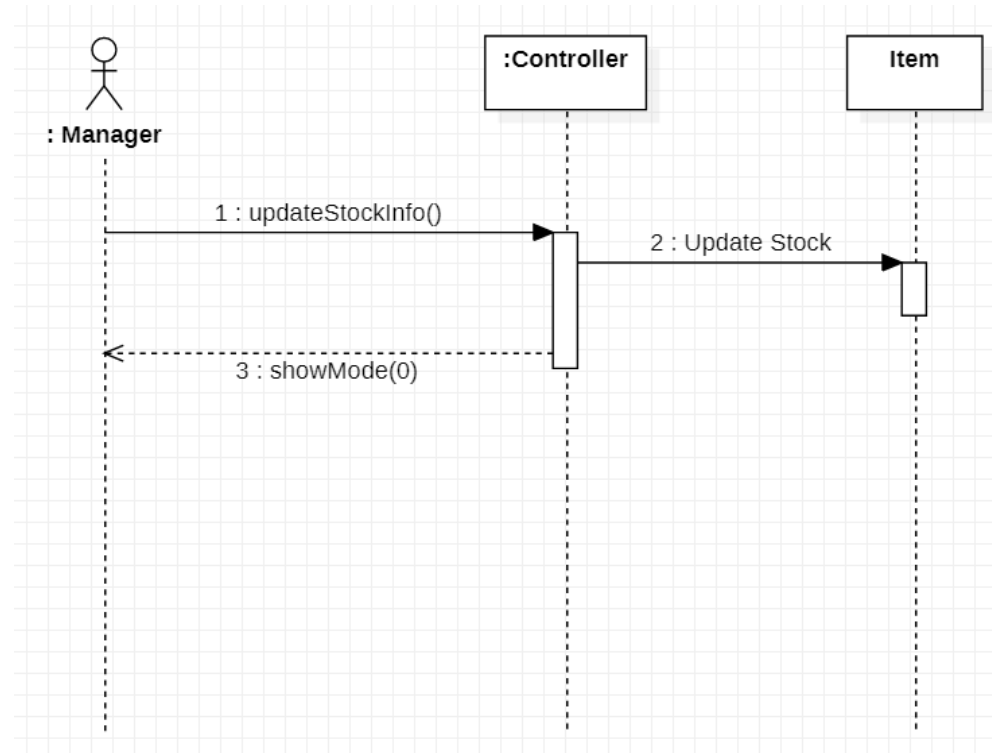 :Controller
Item
: Manager
1 : updateStockInfo()
2 : Update Stock
3 : showMode(0)